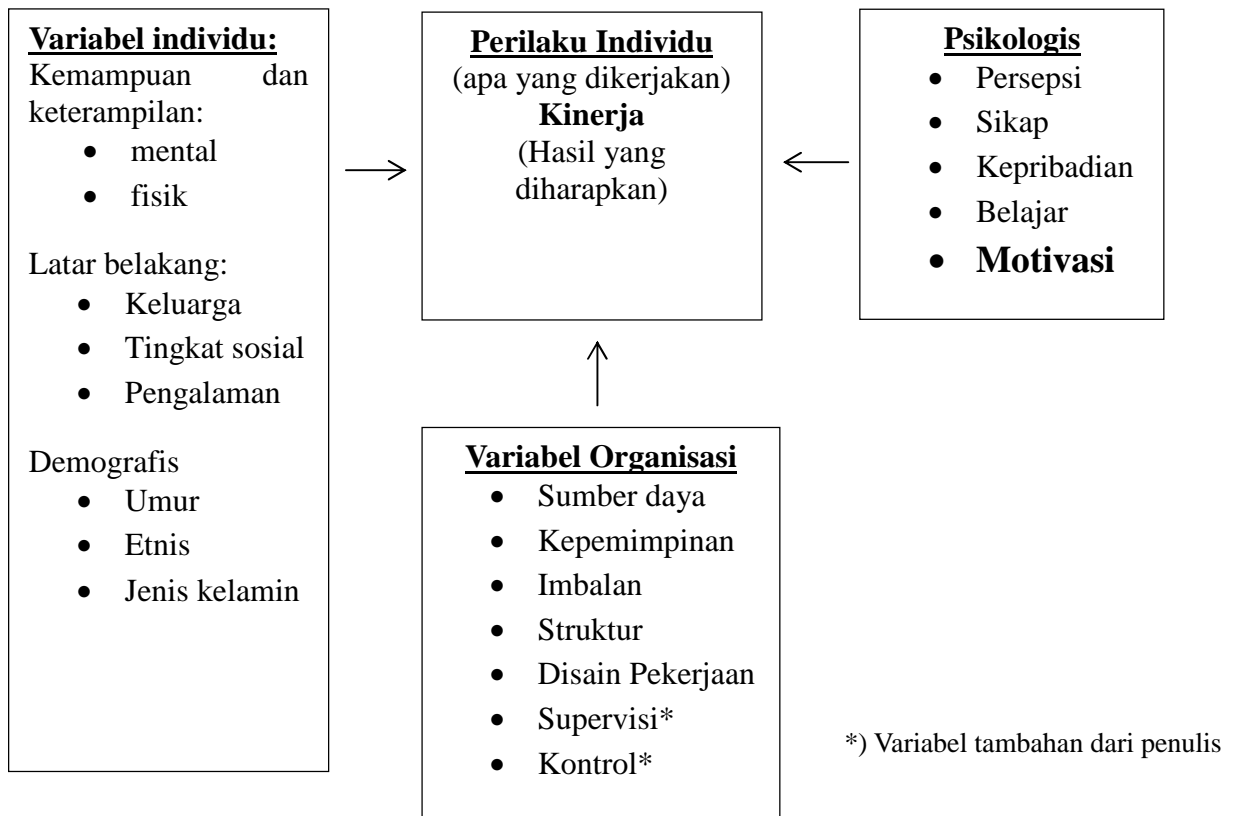 Variabel individu:
Kemampuan dan
keterampilan:
• mental
• fisik
Latar belakang:
• Keluarga
• Tingkat sosial
• Pengalaman
Demografis
• Umur
• Etnis
• Jenis kelamin
Perilaku Individu
(apa yang dikerjakan)
Kinerja
(Hasil yang
diharapkan)
Psikologis
• Persepsi
• Sikap
• Kepribadian
• Belajar
• Motivasi
Variabel Organisasi
• Sumber daya
• Kepemimpinan
• Imbalan
• Struktur
• Disain Pekerjaan
• Supervisi*
• Kontrol*
*) Variabel tambahan dari penulis